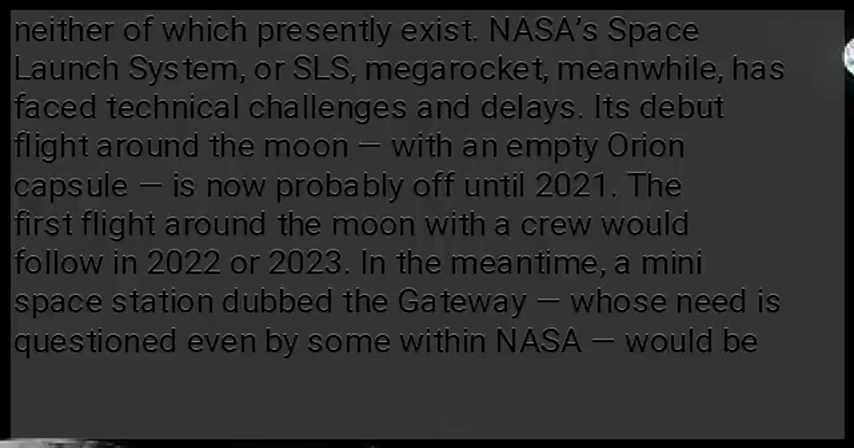 neither of which presently exist. NASA’s Space
Launch System, or SLS, megarocket, meanwhile, has
faced technical challenges and delays. Its debut
flight around the moon — with an empty Orion
capsule — is now probably off until 2021. The
first flight around the moon with a crew would
follow in 2022 or 2023. In the meantime, a mini
space station dubbed the Gateway — whose need is
questioned even by some within NASA — would be